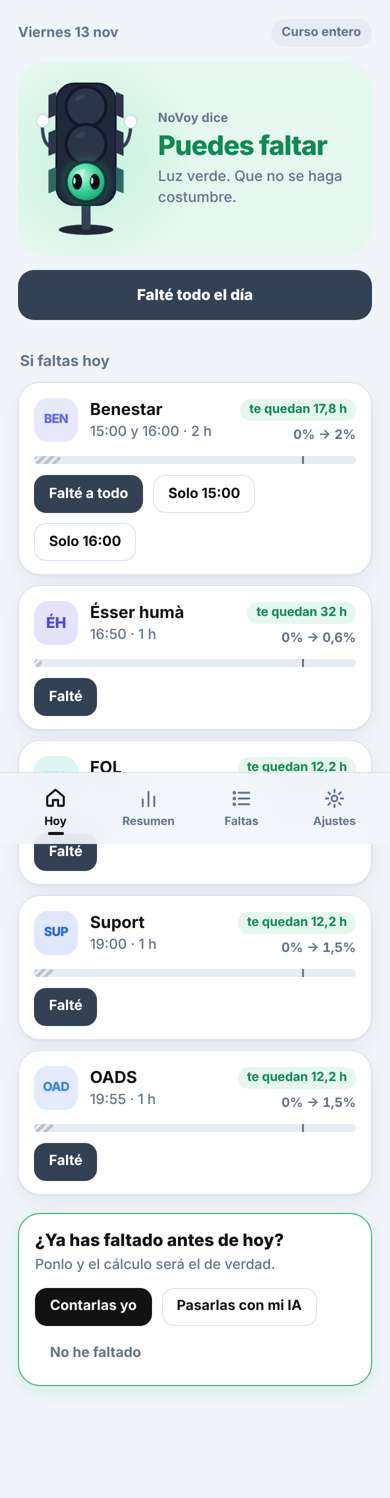 Viernes 13 nov
Curso entero
NoVoy dice
Puedes faltar
Luz verde. Que no se haga
costumbre.
Falté todo el día
Si faltas hoy
BEN
Benestar
te quedan 17,8 h
15:00 y 16:00 · 2 h
0% → 2%
Falté a todo
Solo 15:00
Solo 16:00
ÉH
Ésser humà
te quedan 32 h
16:50 · 1 h
0% → 0,6%
Falté
FOL
te quedan 12,2 h
Hoy
Resumen
Faltas
Ajustes
Falté
SUP
Suport
te quedan 12,2 h
19:00 · 1 h
0% → 1,5%
Falté
OAD
OADS
te quedan 12,2 h
19:55 · 1 h
0% → 1,5%
Falté
¿Ya has faltado antes de hoy?
Ponlo y el cálculo será el de verdad.
Contarlas yo
Pasarlas con mi IA
No he faltado